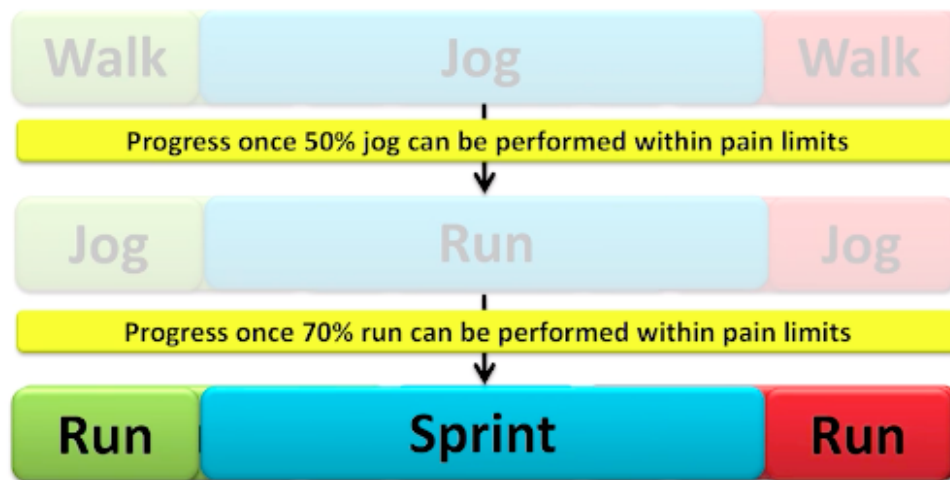 Walk Jog Walk
Progress once 50% jog can be performed within pain limits
Jog Run Jog
Progress once 70% run can be performed within pain limits
Run Sprint Run